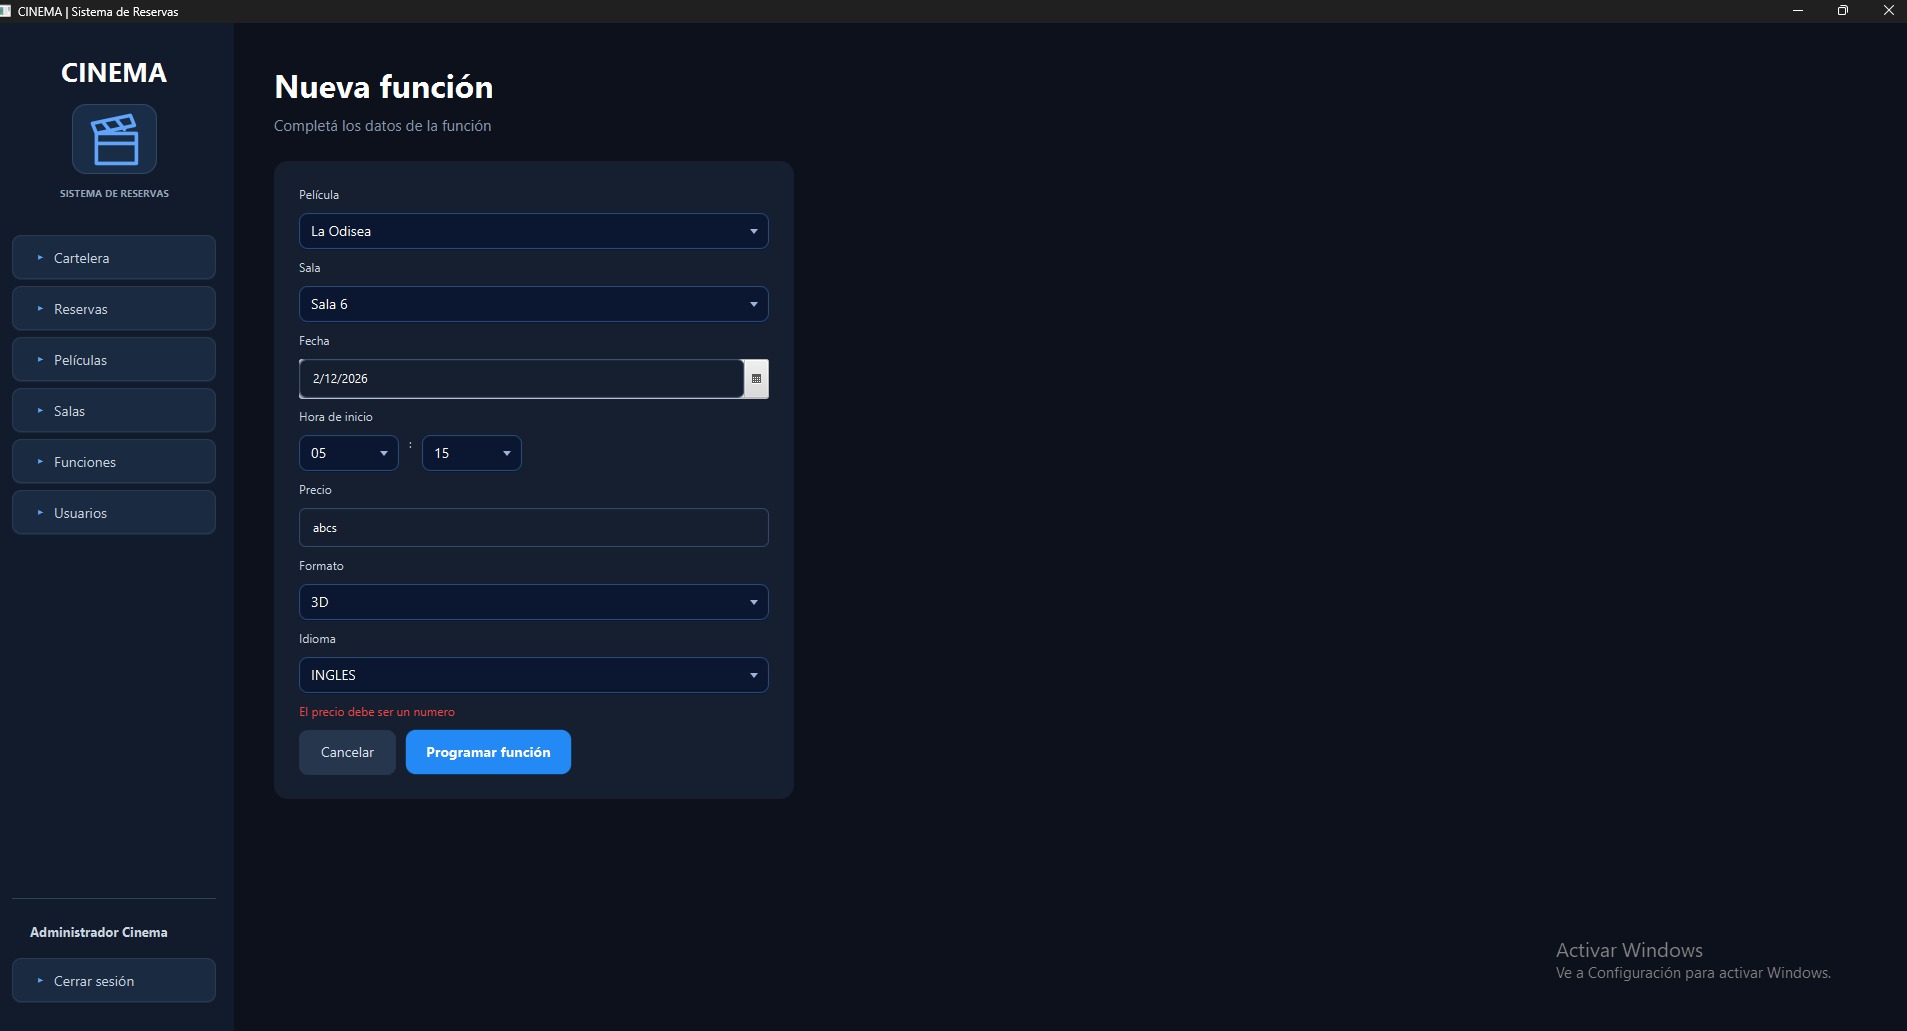 CINEMA | Sistema de Reservas
CINEMA
SISTEMA DE RESERVAS
Cartelera
Reservas
Películas
Salas
Funciones
Usuarios
Administrador Cinema
Cerrar sesión
Nueva función
Completá los datos de la función
Película
La Odisea
Sala
Sala 6
Fecha
2/12/2026
Hora de inicio
05 : 15
Precio
abcs
Formato
3D
Idioma
INGLES
El precio debe ser un numero
Cancelar Programar función
Activar Windows
Ve a Configuración para activar Windows.